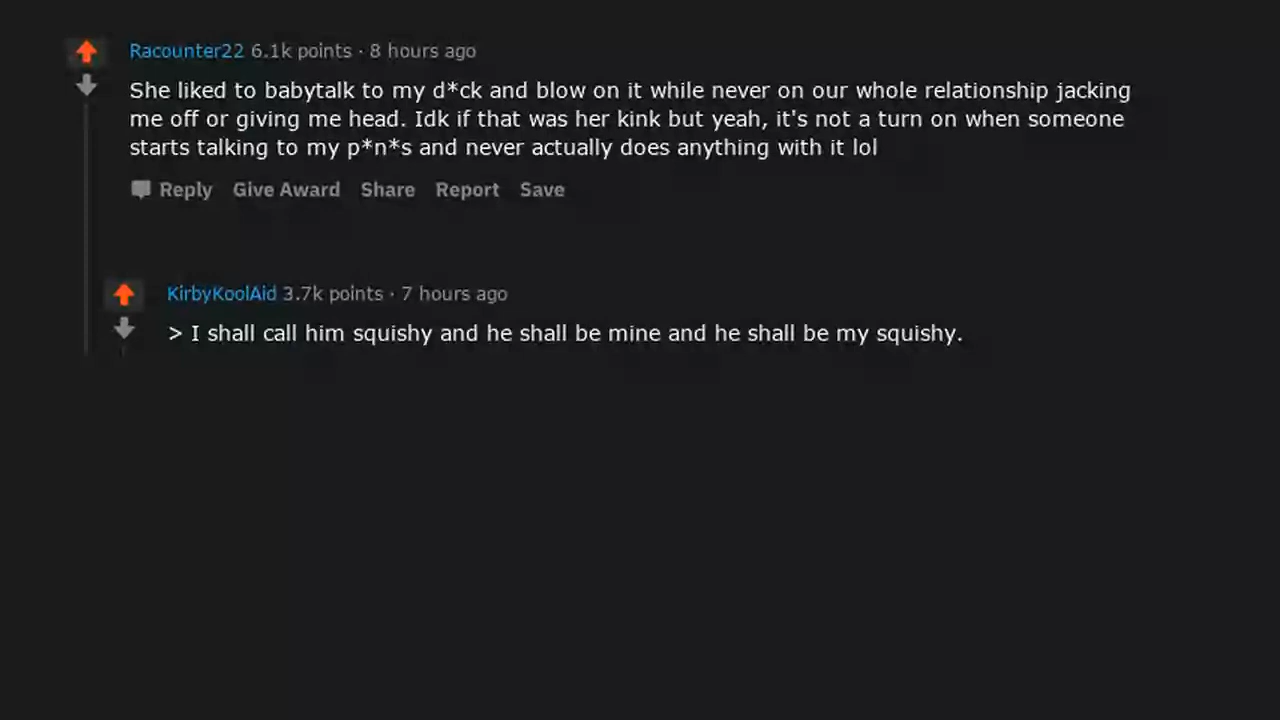 Racounter22 6.1k points · 8 hours ago
She liked to babytalk to my d*ck and blow on it while never on our whole relationship jacking
me off or giving me head. Idk if that was her kink but yeah, it's not a turn on when someone
starts talking to my p*n*s and never actually does anything with it lol
Reply Give Award Share Report Save
KirbyKoolAid 3.7k points · 7 hours ago
> I shall call him squishy and he shall be mine and he shall be my squishy.